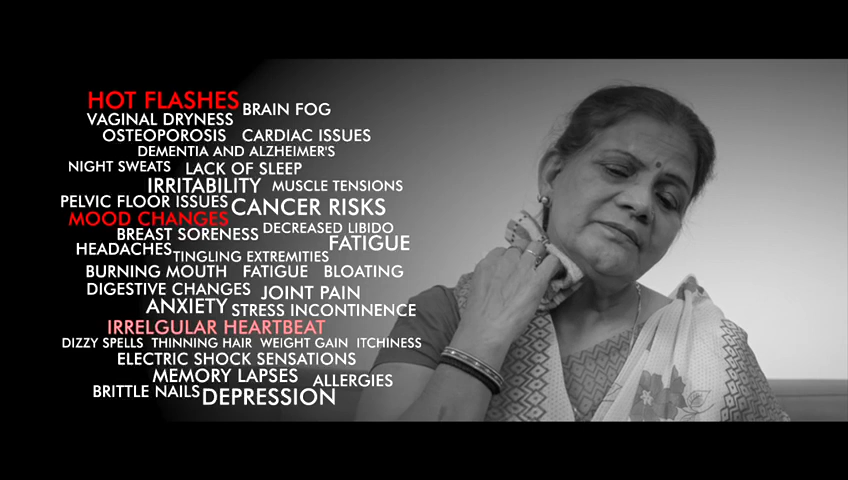 HOT FLASHES BRAIN FOG
VAGINAL DRYNESS
OSTEOPOROSIS CARDIAC ISSUES
DEMENTIA AND ALZHEIMER'S
NIGHT SWEATS LACK OF SLEEP
IRRITABILITY MUSCLE TENSIONS
PELVIC FLOOR ISSUES CANCER RISKS
MOOD CHANGES
BREAST SORENESS DECREASED LIBIDO
HEADACHES TINGLING EXTREMITIES FATIGUE
BURNING MOUTH FATIGUE BLOATING
DIGESTIVE CHANGES JOINT PAIN
ANXIETY STRESS INCONTINENCE
IRRELGULAR HEARTBEAT
DIZZY SPELLS THINNING HAIR WEIGHT GAIN ITCHINESS
ELECTRIC SHOCK SENSATIONS
MEMORY LAPSES ALLERGIES
BRITTLE NAILS DEPRESSION